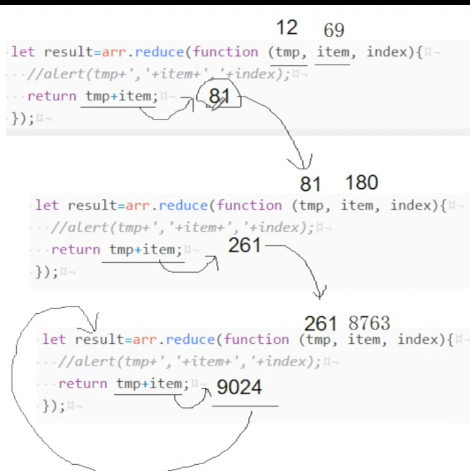 12 69
let result=arr.reduce(function (tmp, item, index){
//alert(tmp+','+item+','+index);
return tmp+item; 81
});
81 180
let result=arr.reduce(function (tmp, item, index){
//alert(tmp+','+item+','+index);
return tmp+item; 261
});
261 8763
let result=arr.reduce(function (tmp, item, index){
//alert(tmp+','+item+','+index);
return tmp+item; 9024
});